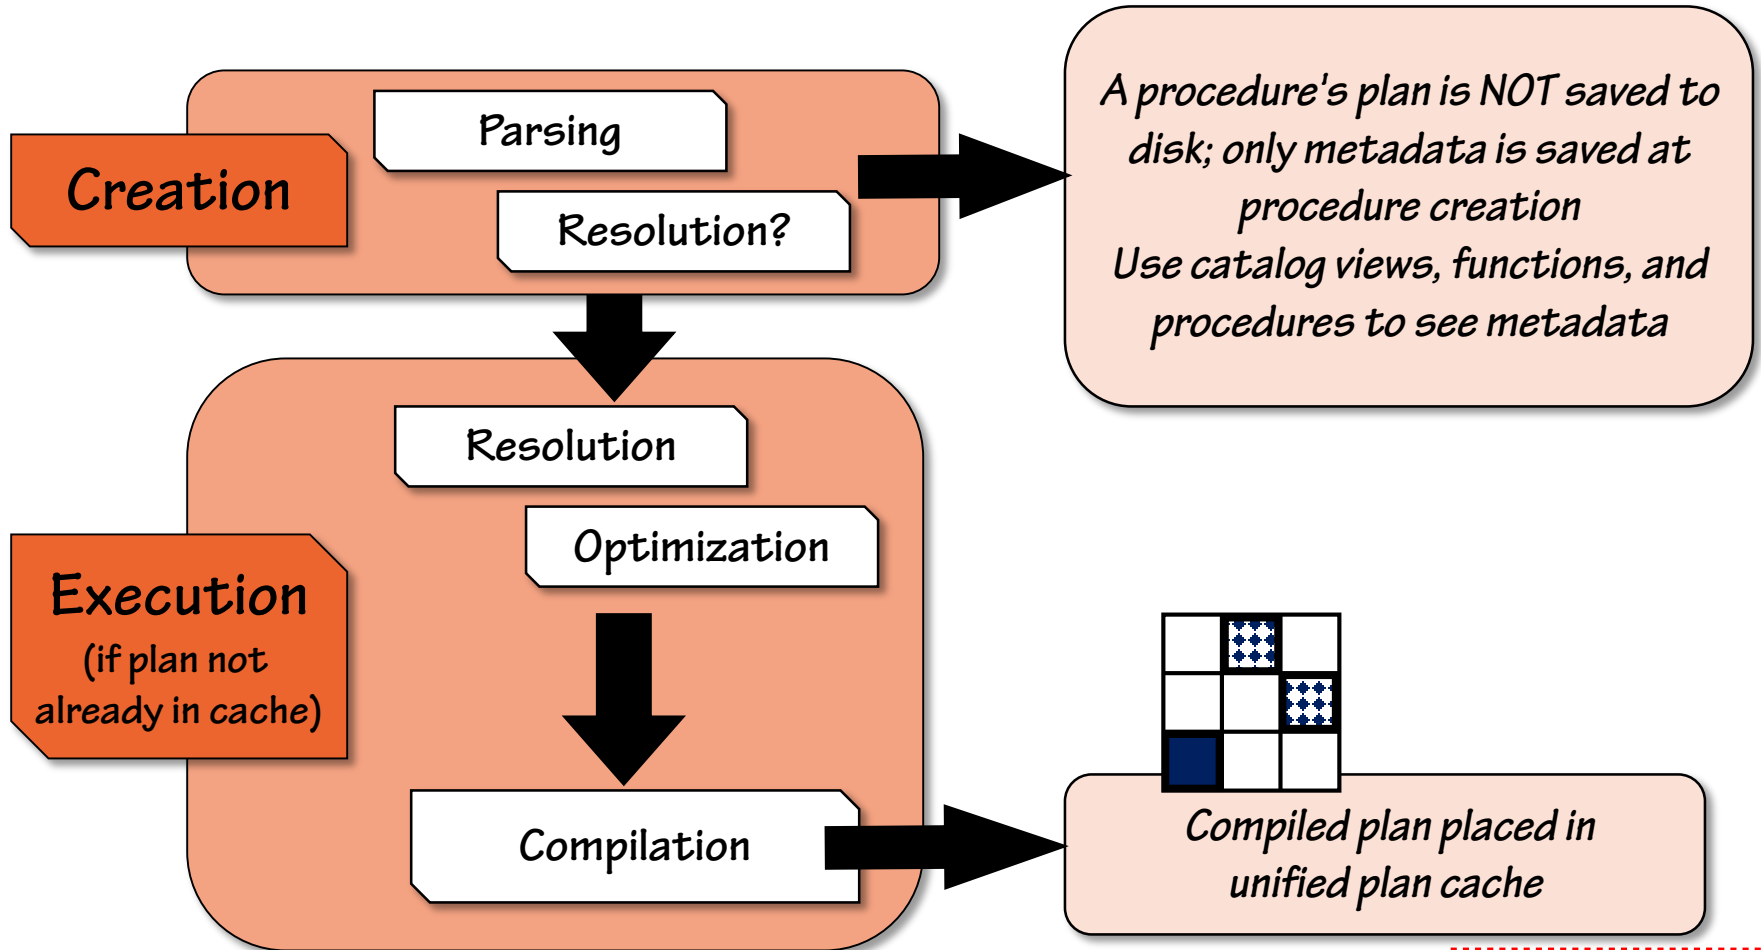 Creation
Parsing
Resolution?
A procedure's plan is NOT saved to
disk; only metadata is saved at
procedure creation
Use catalog views, functions, and
procedures to see metadata
Execution
(if plan not
already in cache)
Resolution
Optimization
Compilation
Compiled plan placed in
unified plan cache